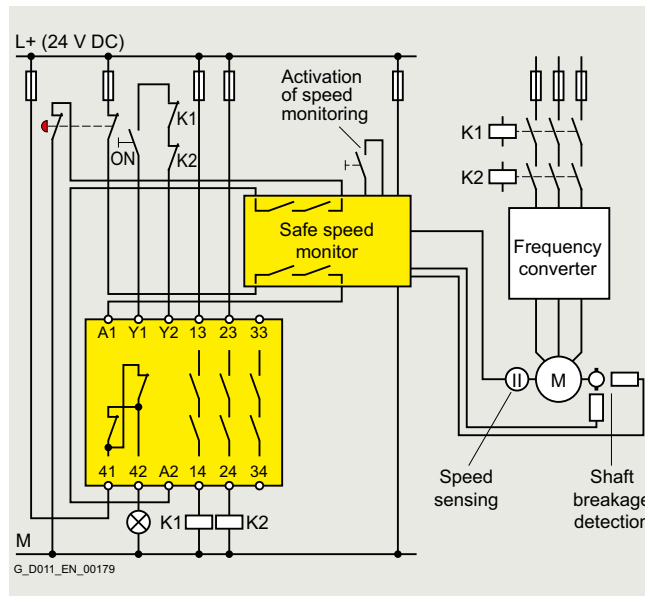 L+ (24 V DC)
Activation
of speed
monitoring
K1
K2
ON
K1
K2
Safe speed
monitor
Frequency
converter
A1 Y1 Y2 13 23 33
II
M
41 42 A2 14 24 34
K1 K2
Speed
sensing
Shaft
breakage
detection
M
G_D011_EN_00179